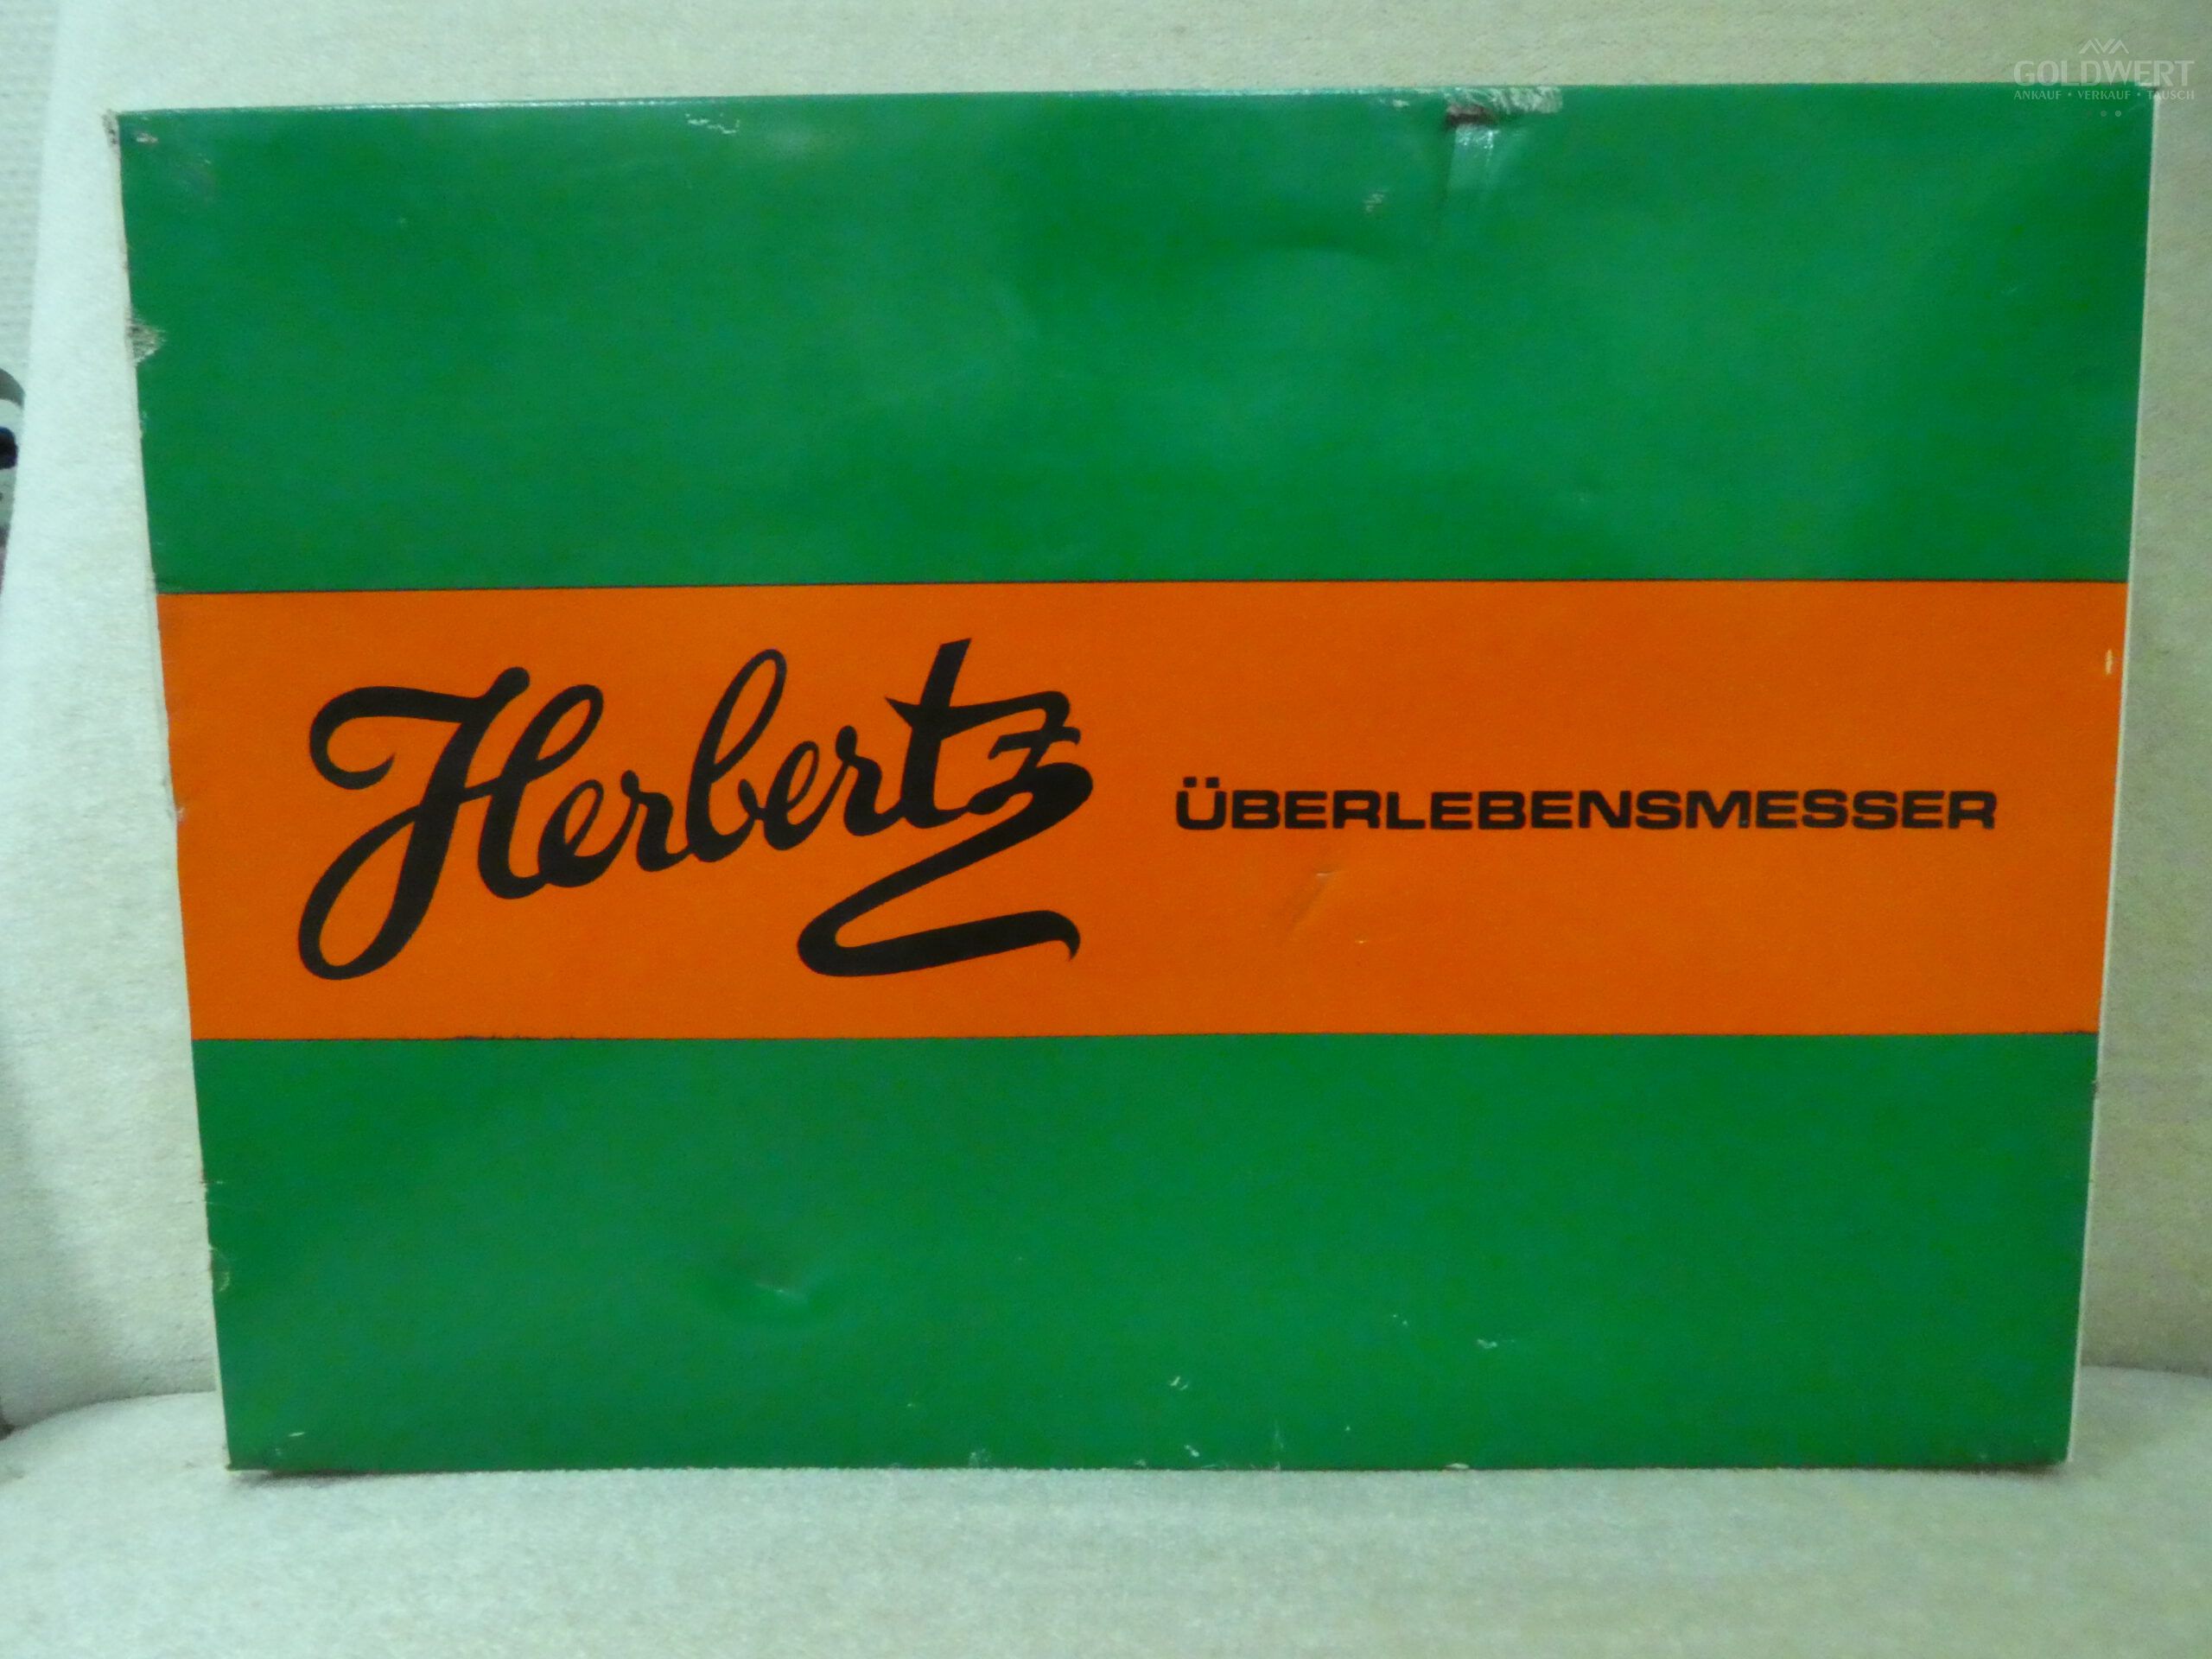 GOLDWERT
ANKAUF • VERKAUF • TAUSCH
Herbertz
ÜBERLEBENSMESSER